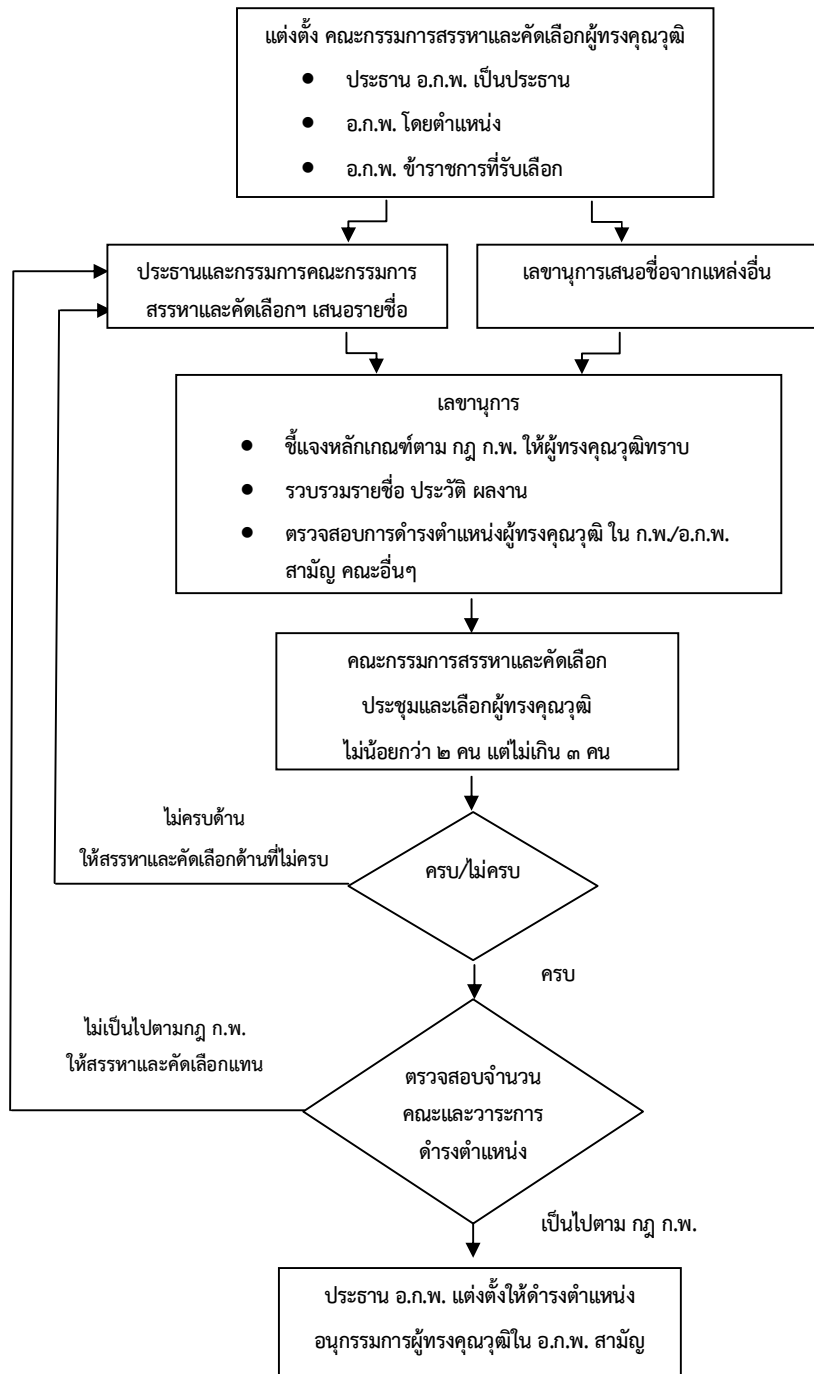 แต่งตั้ง คณะกรรมการสรรหาและคัดเลือกผู้ทรงคุณวุฒิ
● ประธาน อ.ก.พ. เป็นประธาน
● อ.ก.พ. โดยตำแหน่ง
● อ.ก.พ. ข้าราชการที่รับเลือก
ประธานและกรรมการคณะกรรมการ
สรรหาและคัดเลือกฯ เสนอรายชื่อ
เลขานุการเสนอชื่อจากแหล่งอื่น
เลขานุการ
● ชี้แจงหลักเกณฑ์ตาม กฎ ก.พ. ให้ผู้ทรงคุณวุฒิทราบ
● รวบรวมรายชื่อ ประวัติ ผลงาน
● ตรวจสอบการดำรงตำแหน่งผู้ทรงคุณวุฒิ ใน ก.พ./อ.ก.พ.
สามัญ คณะอื่นๆ
คณะกรรมการสรรหาและคัดเลือก
ประชุมและเลือกผู้ทรงคุณวุฒิ
ไม่น้อยกว่า ๒ คน แต่ไม่เกิน ๓ คน
ไม่ครบด้าน
ให้สรรหาและคัดเลือกด้านที่ไม่ครบ
ครบ/ไม่ครบ
ครบ
ไม่เป็นไปตามกฎ ก.พ.
ให้สรรหาและคัดเลือกแทน
ตรวจสอบจำนวน
คณะและวาระการ
ดำรงตำแหน่ง
เป็นไปตาม กฎ ก.พ.
ประธาน อ.ก.พ. แต่งตั้งให้ดำรงตำแหน่ง
อนุกรรมการผู้ทรงคุณวุฒิใน อ.ก.พ. สามัญ